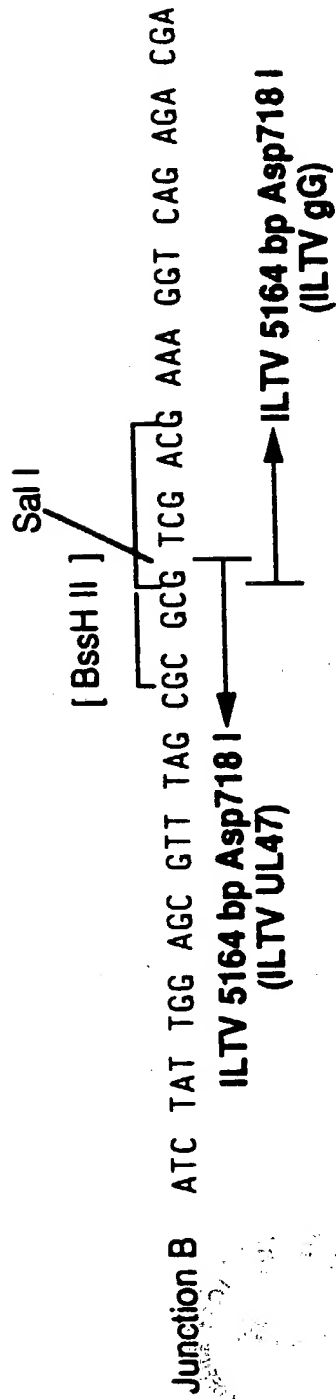 [ BssH II ]
Sal I
Junction B ATC TAT TGG AGC GTT TAG CGC GCG TCG ACG AAA GGT CAG AGA CGA
ILTV 5164 bp Asp718 I
(ILTV UL47)
ILTV 5164 bp Asp718 I
(ILTV gG)